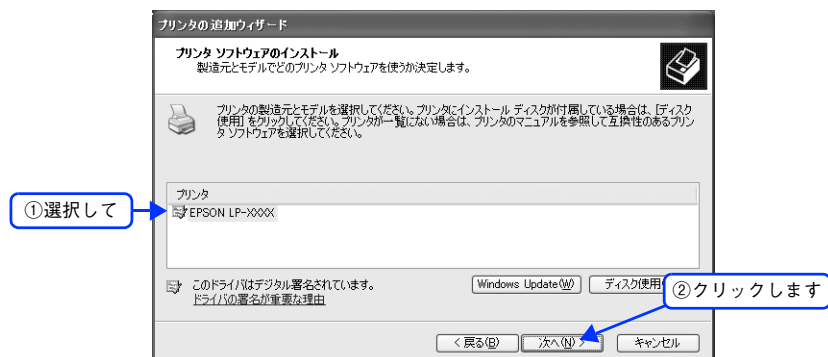 プリンタの追加ウィザード
プリンタ ソフトウェアのインストール
製造元とモデルでどのプリンタ ソフトウェアを使うか決定します。
プリンタの製造元とモデルを選択してください。プリンタにインストール ディスクが付属している場合は、[ディスク
使用] をクリックしてください。プリンタが一覧にない場合は、プリンタのマニュアルを参照して互換性のあるプリン
タ ソフトウェアを選択してください。
プリンタ
①選択して
EPSON LP-XXXX
このドライバはデジタル署名されています。
ドライバの署名が重要な理由
Windows Update(W)
ディスク使用
②クリックします
< 戻る(B)
次へ(N) >
キャンセル